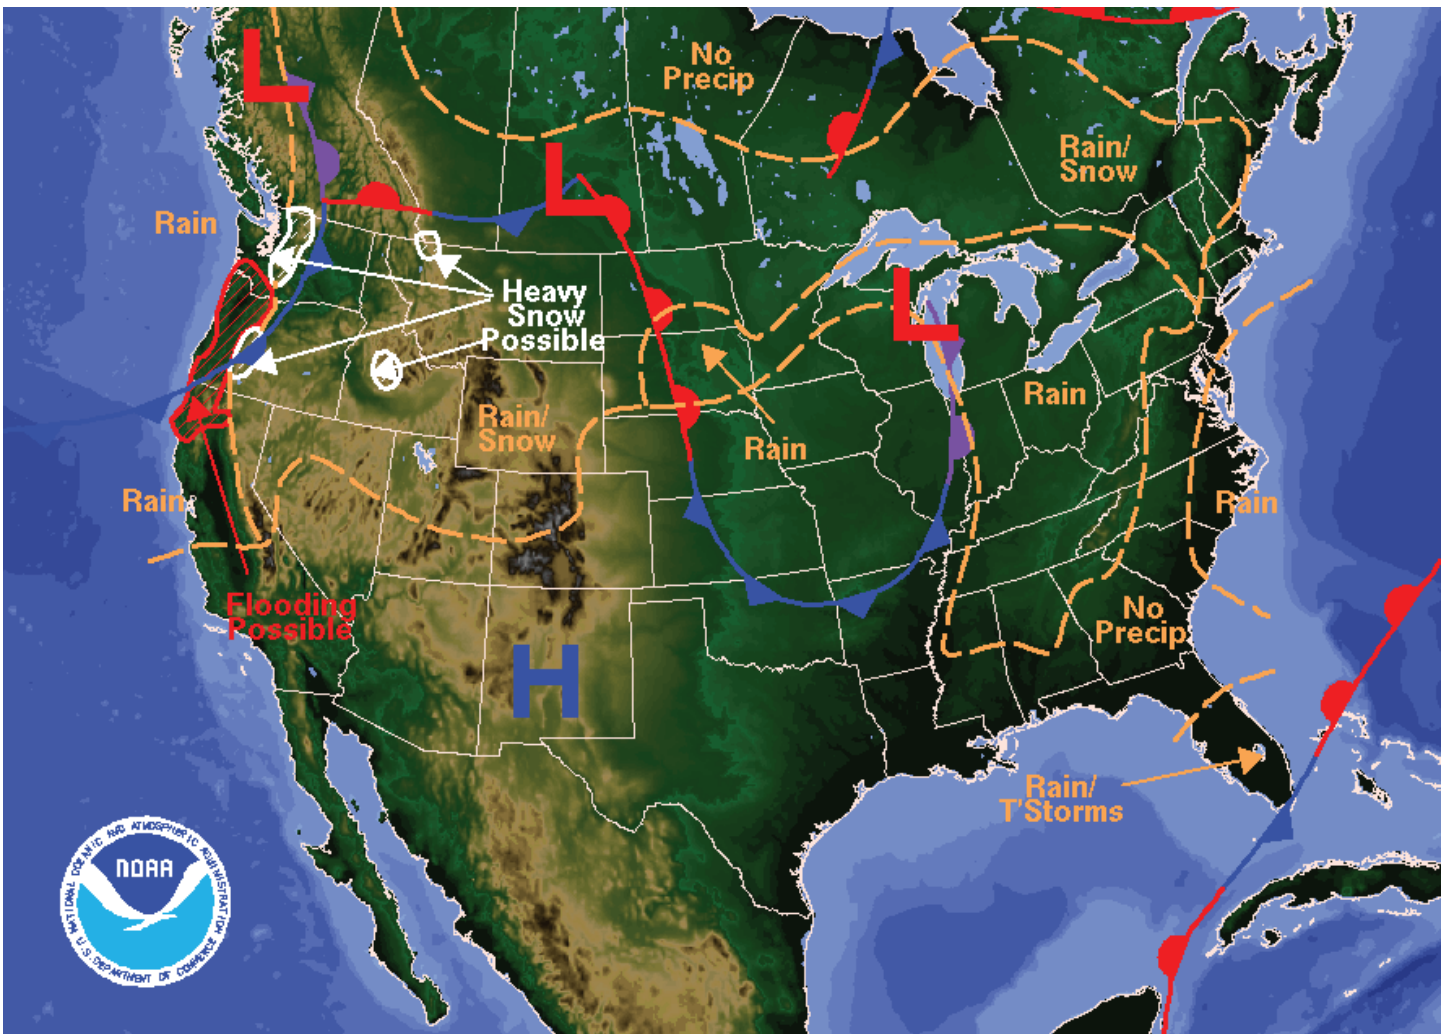 L
No
Precip
L
Rain/
Snow
Rain
L
Heavy
Snow
Possible
Rain/
Snow
Rain
Rain
Rain
Rain
Flooding
Possible
No
Precip
H
Rain/
T'Storms
NATIONAL OCEANIC AND ATMOSPHERIC ADMINISTRATION
NOAA
U.S. DEPARTMENT OF COMMERCE